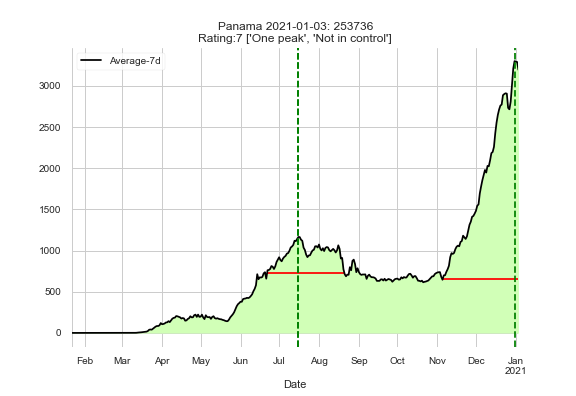 Panama 2021-01-03: 253736
Rating:7 ['One peak', 'Not in control']
Average-7d
3000
2500
2000
1500
1000
500
0
Feb Mar Apr May Jun Jul Aug Sep Oct Nov Dec Jan
2021
Date